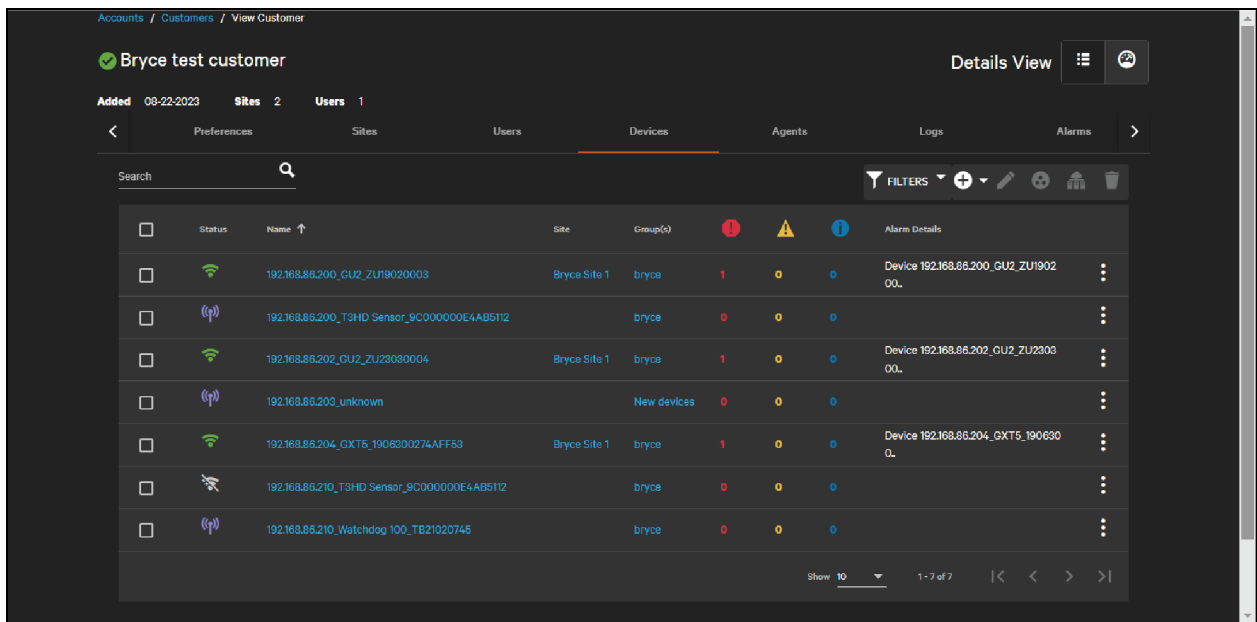 Accounts / Customers / View Customer
Bryce test customer
Details View
Added 08-22-2023 Sites 2 Users 1
Preferences Sites Users Devices Agents Logs Alarms
Search FILTERS
Status Name Site Group(s) Alarm Details
192.168.86.200_GU2_ZU19020003 Bryce Site 1 bryce 1 0 0 Device 192.168.86.200_GU2_ZU1902
00..
192.168.86.200_T3HD Sensor_9C000000E4AB5112 bryce 0 0 0
192.168.86.202_GU2_ZU23030004 Bryce Site 1 bryce 1 0 0 Device 192.168.86.202_GU2_ZU2303
00..
192.168.86.203_unknown New devices 0 0 0
192.168.86.204_GXT5_1906300274AFF53 Bryce Site 1 bryce 1 0 0 Device 192.168.86.204_GXT5_190630
0..
192.168.86.210_T3HD Sensor_9C000000E4AB5112 bryce 0 0 0
192.168.86.210_Watchdog 100_TB21020745 bryce 0 0 0
Show 10 1 - 7 of 7